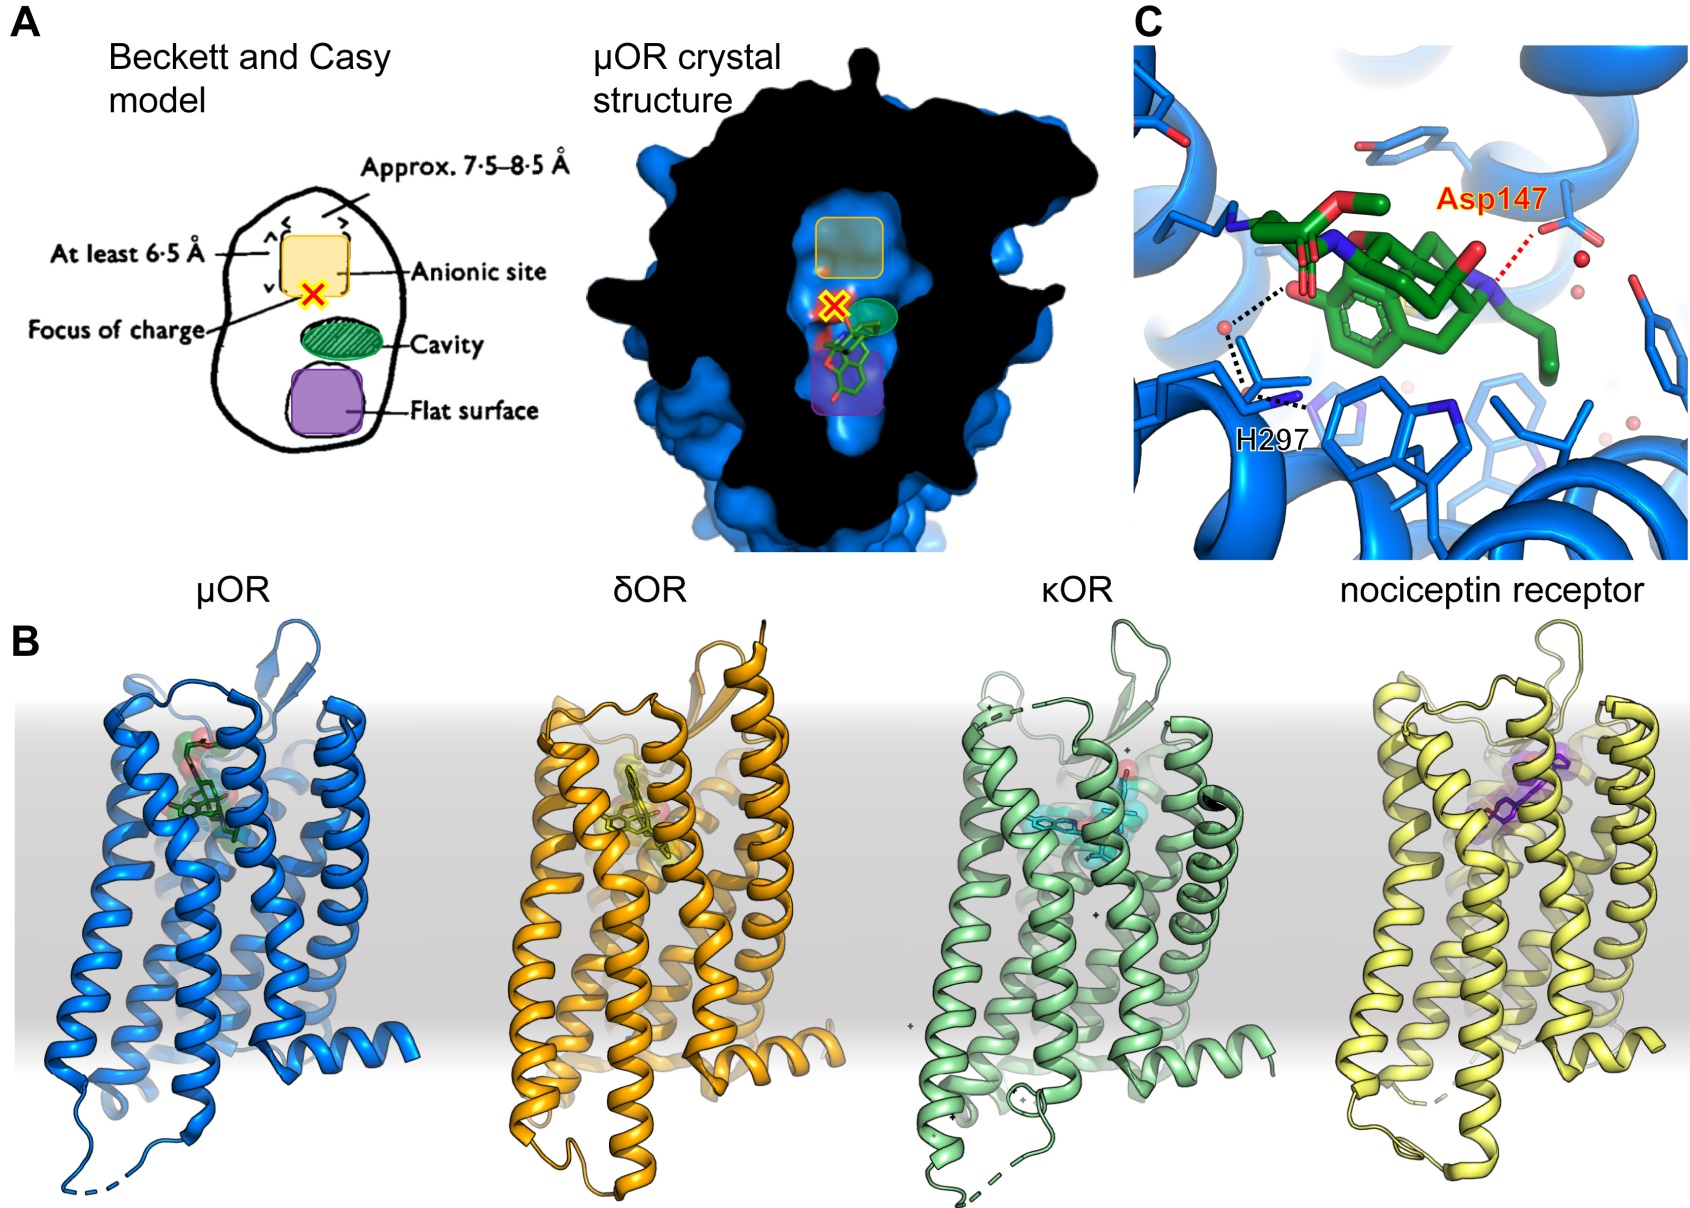 A
Beckett and Casy
model
Approx. 7·5–8·5 Å
At least 6·5 Å
Anionic site
Focus of charge
Cavity
Flat surface
μOR crystal
structure
C
Asp147
H297
B
μOR
δOR
κOR
nociceptin receptor